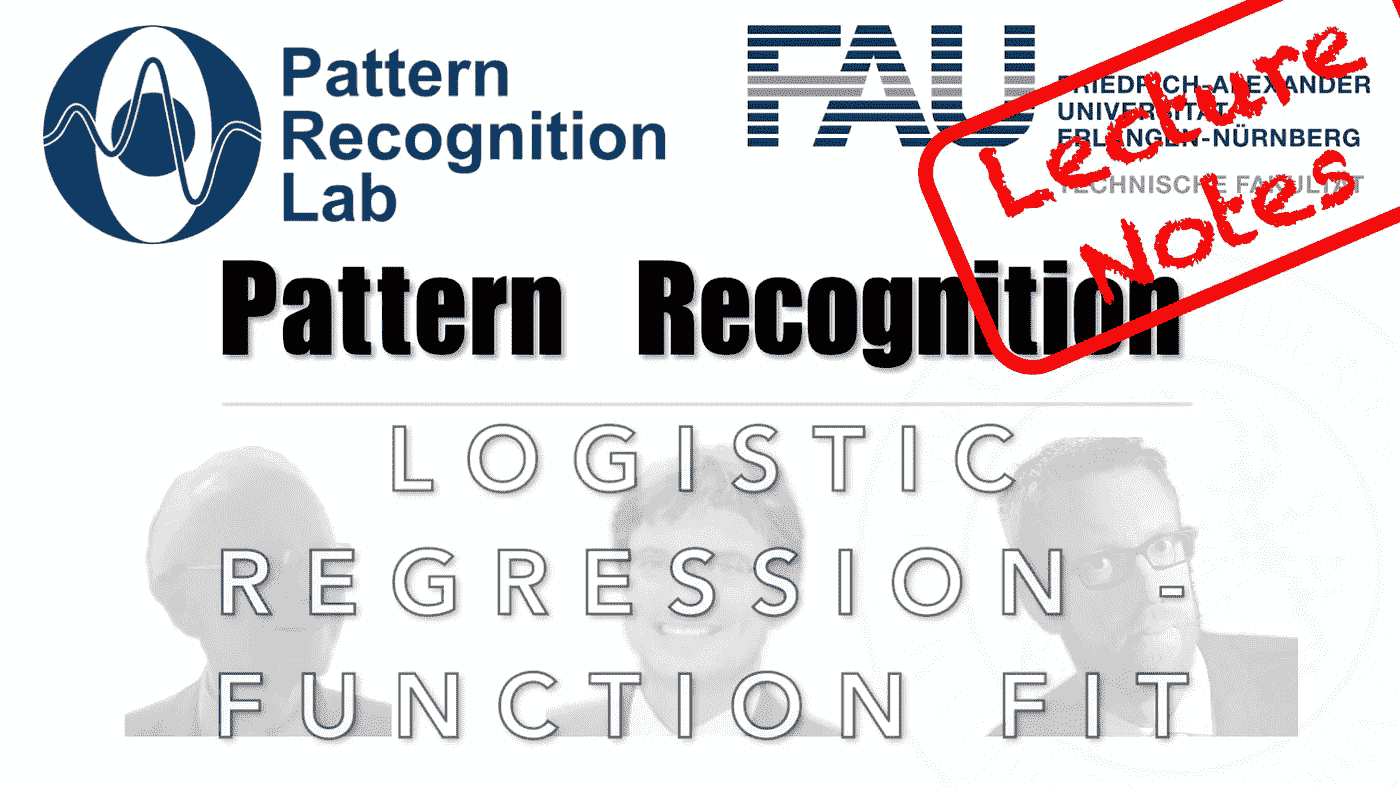 Pattern
Recognition
Lab
FAU
FRIEDRICH-ALEXANDER
UNIVERSITÄT
ERLANGEN-NÜRNBERG
TECHNISCHE FAKULTÄT
Lecture
Notes
Pattern Recognition
LOGISTIC
REGRESSION -
FUNCTION FIT